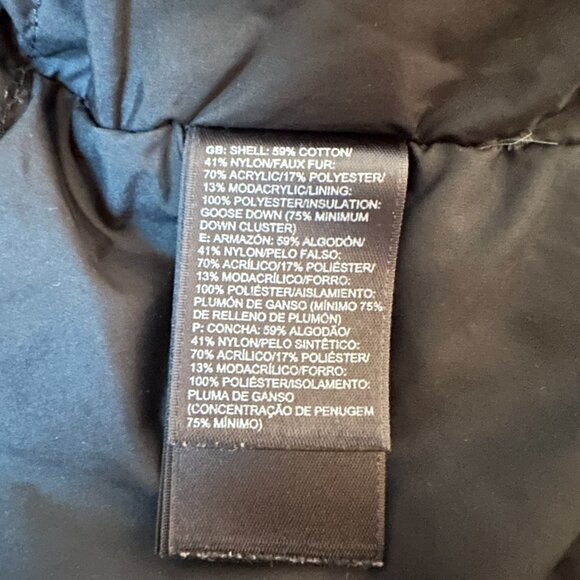 GB: SHELL: 59% COTTON/
41% NYLON/FAUX FUR:
70% ACRYLIC/17% POLYESTER/
13% MODACRYLIC/LINING:
100% POLYESTER/INSULATION:
GOOSE DOWN (75% MINIMUM
DOWN CLUSTER)
E: ARMAZÓN: 59% ALGODÓN/
41% NYLON/PELO FALSO:
70% ACRÍLICO/17% POLIÉSTER/
13% MODACRÍLICO/FORRO:
100% POLIÉSTER/AISLAMIENTO:
PLUMÓN DE GANSO (MÍNIMO 75%
DE RELLENO DE PLUMÓN)
P: CONCHA: 59% ALGODÃO/
41% NYLON/PELO SINTÉTICO:
70% ACRÍLICO/17% POLIÉSTER/
13% MODACRÍLICO/FORRO:
100% POLIÉSTER/ISOLAMENTO:
PLUMA DE GANSO
(CONCENTRAÇÃO DE PENUGEM
75% MÍNIMO)